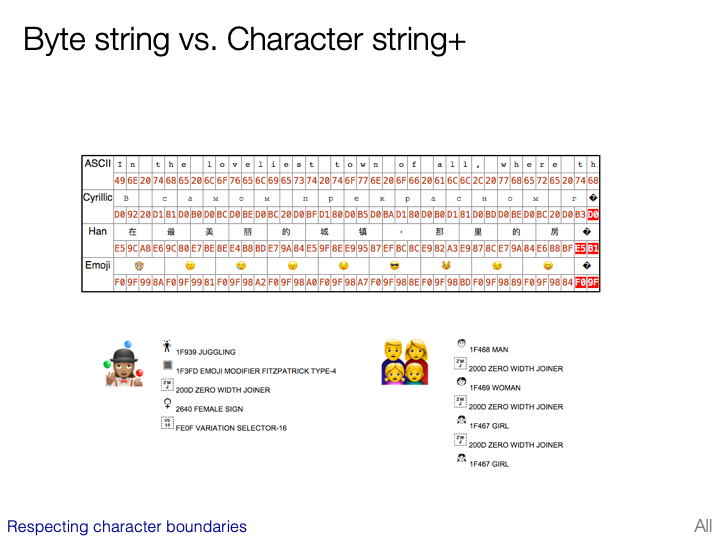 Byte string vs. Character string+
ASCII I n t h e l o v e l i e s t t o w n o f a l l , w h e r e t h
49 6E 20 74 68 65 20 6C 6F 76 65 6C 69 65 73 74 20 74 6F 77 6E 20 6F 66 20 61 6C 6C 2C 20 77 68 65 72 65 20 74 68
Cyrillic В с а м о м п р е к р а с н о м г �
D0 92 20 D1 81 D0 B0 D0 BC D0 BE D0 BC 20 D0 BF D1 80 D0 B5 D0 BA D1 80 D0 B0 D1 81 D0 BD D0 BE D0 BC 20 D0 B3 D0
Han 在 最 美 丽 的 城 镇 , 那 里 的 房 �
E5 9C A8 E6 9C 80 E7 BE 8E E4 B8 BD E7 9A 84 E5 9F 8E E9 95 87 EF BC 8C E9 82 A3 E9 87 8C E7 9A 84 E6 88 BF E5 B1
Emoji �
F0 9F 99 8A F0 9F 99 81 F0 9F 98 A2 F0 9F 98 A0 F0 9F 98 A7 F0 9F 98 8E F0 9F 98 BD F0 9F 98 89 F0 9F 98 84 F0 9F
1F939 JUGGLING
1F3FD EMOJI MODIFIER FITZPATRICK TYPE-4
ZWJ 200D ZERO WIDTH JOINER
♀ 2640 FEMALE SIGN
VS 16 FE0F VARIATION SELECTOR-16
1F468 MAN
ZWJ 200D ZERO WIDTH JOINER
1F469 WOMAN
ZWJ 200D ZERO WIDTH JOINER
1F467 GIRL
ZWJ 200D ZERO WIDTH JOINER
1F467 GIRL
Respecting character boundaries
All